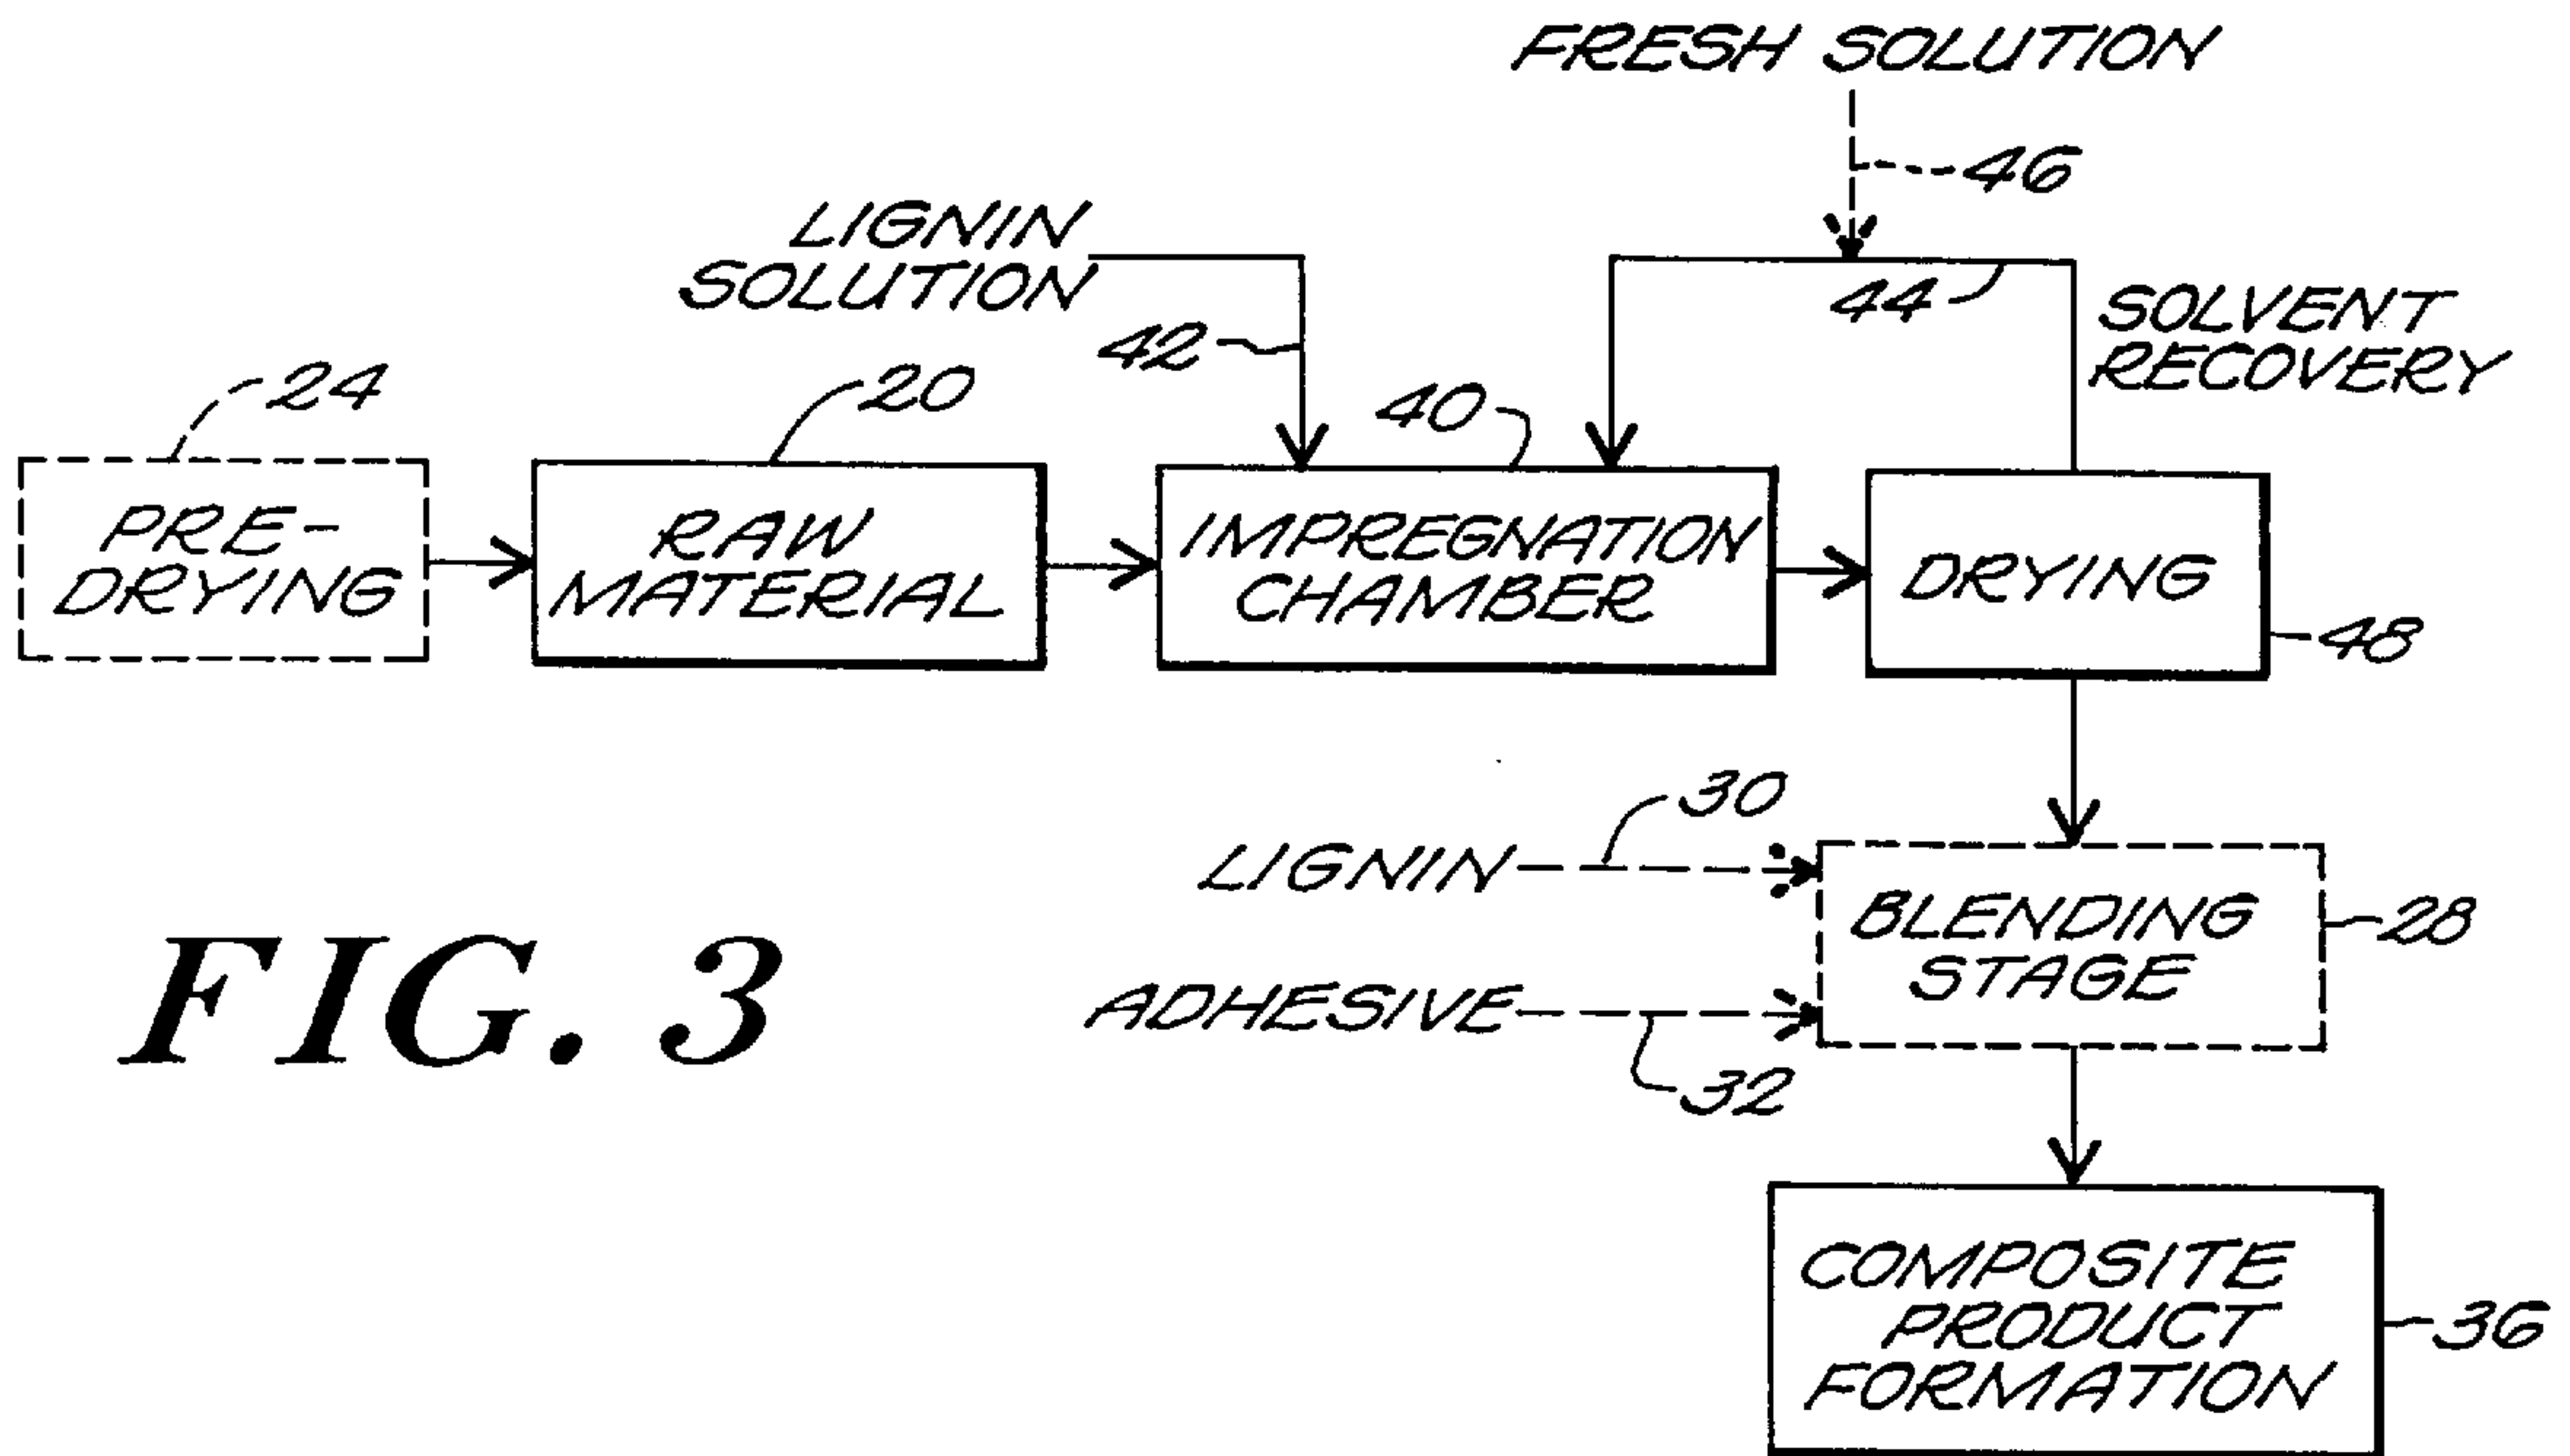 FRESH SOLUTION
46
LIGNIN
SOLUTION
42
44
SOLVENT
RECOVERY
24
20
40
PRE-
DRYING
RAW
MATERIAL
IMPREGNATION
CHAMBER
DRYING
48
30
LIGNIN
BLENDING
STAGE
28
ADHESIVE
32
FIG. 3
COMPOSITE
PRODUCT
FORMATION
36